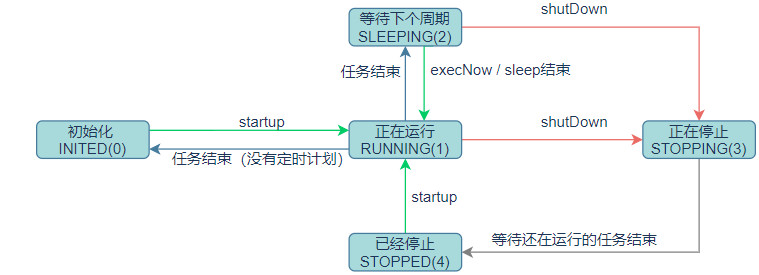 等待下个周期
SLEEPING(2)
shutDown
任务结束
execNow / sleep结束
初始化
INITED(0)
startup
正在运行
RUNNING(1)
shutDown
正在停止
STOPPING(3)
任务结束（没有定时计划）
startup
已经停止
STOPPED(4)
等待还在运行的任务结束